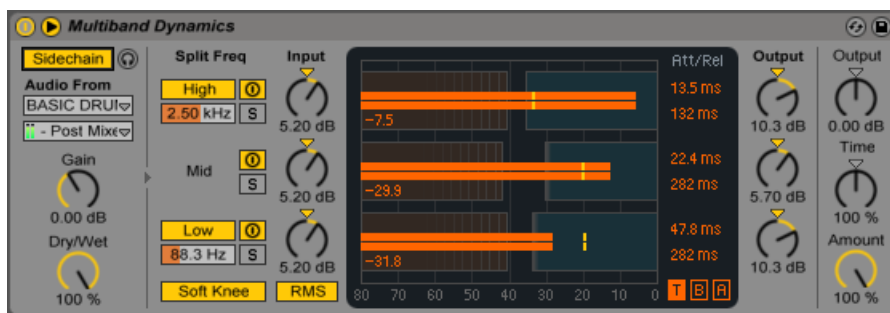 Multiband Dynamics
Sidechain
Audio From
BASIC DRUI
- Post Mixe
Gain
0.00 dB
Dry/Wet
100 %
Split Freq
High
2.50 kHz
S
Mid
S
Low
88.3 Hz
S
Soft Knee
Input
5.20 dB
5.20 dB
5.20 dB
RMS
-7.5
-29.9
-31.8
80 70 60 50 40 30 20 10 0
Att/Rel
13.5 ms
132 ms
22.4 ms
282 ms
47.8 ms
282 ms
T B A
Output
10.3 dB
5.70 dB
10.3 dB
Output
0.00 dB
Time
100 %
Amount
100 %